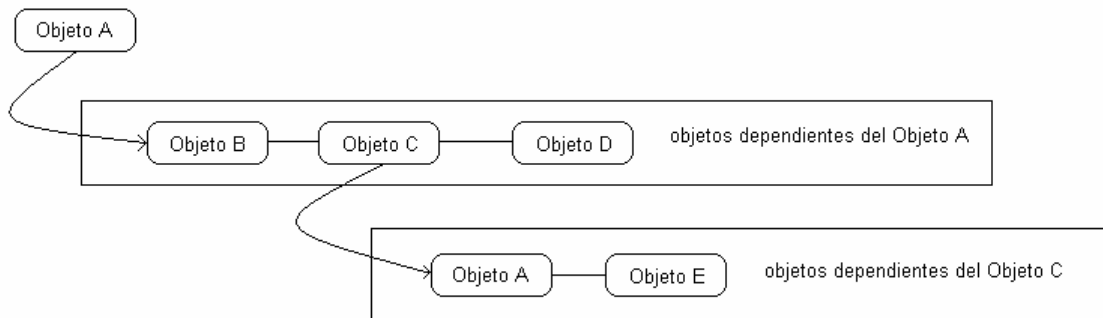 Objeto A
Objeto B
Objeto C
Objeto D
objetos dependientes del Objeto A
Objeto A
Objeto E
objetos dependientes del Objeto C